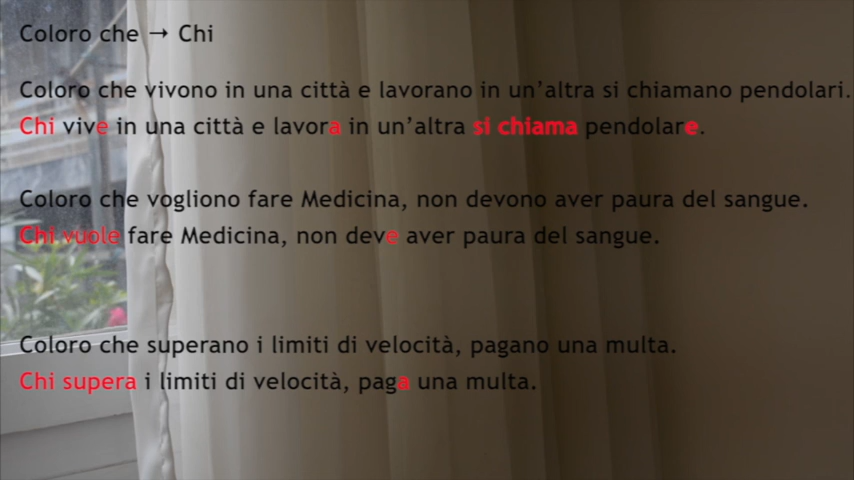 Coloro che → Chi
Coloro che vivono in una città e lavorano in un’altra si chiamano pendolari.
Chi vive in una città e lavora in un’altra si chiama pendolare.
Coloro che vogliono fare Medicina, non devono aver paura del sangue.
Chi vuole fare Medicina, non deve aver paura del sangue.
Coloro che superano i limiti di velocità, pagano una multa.
Chi supera i limiti di velocità, paga una multa.